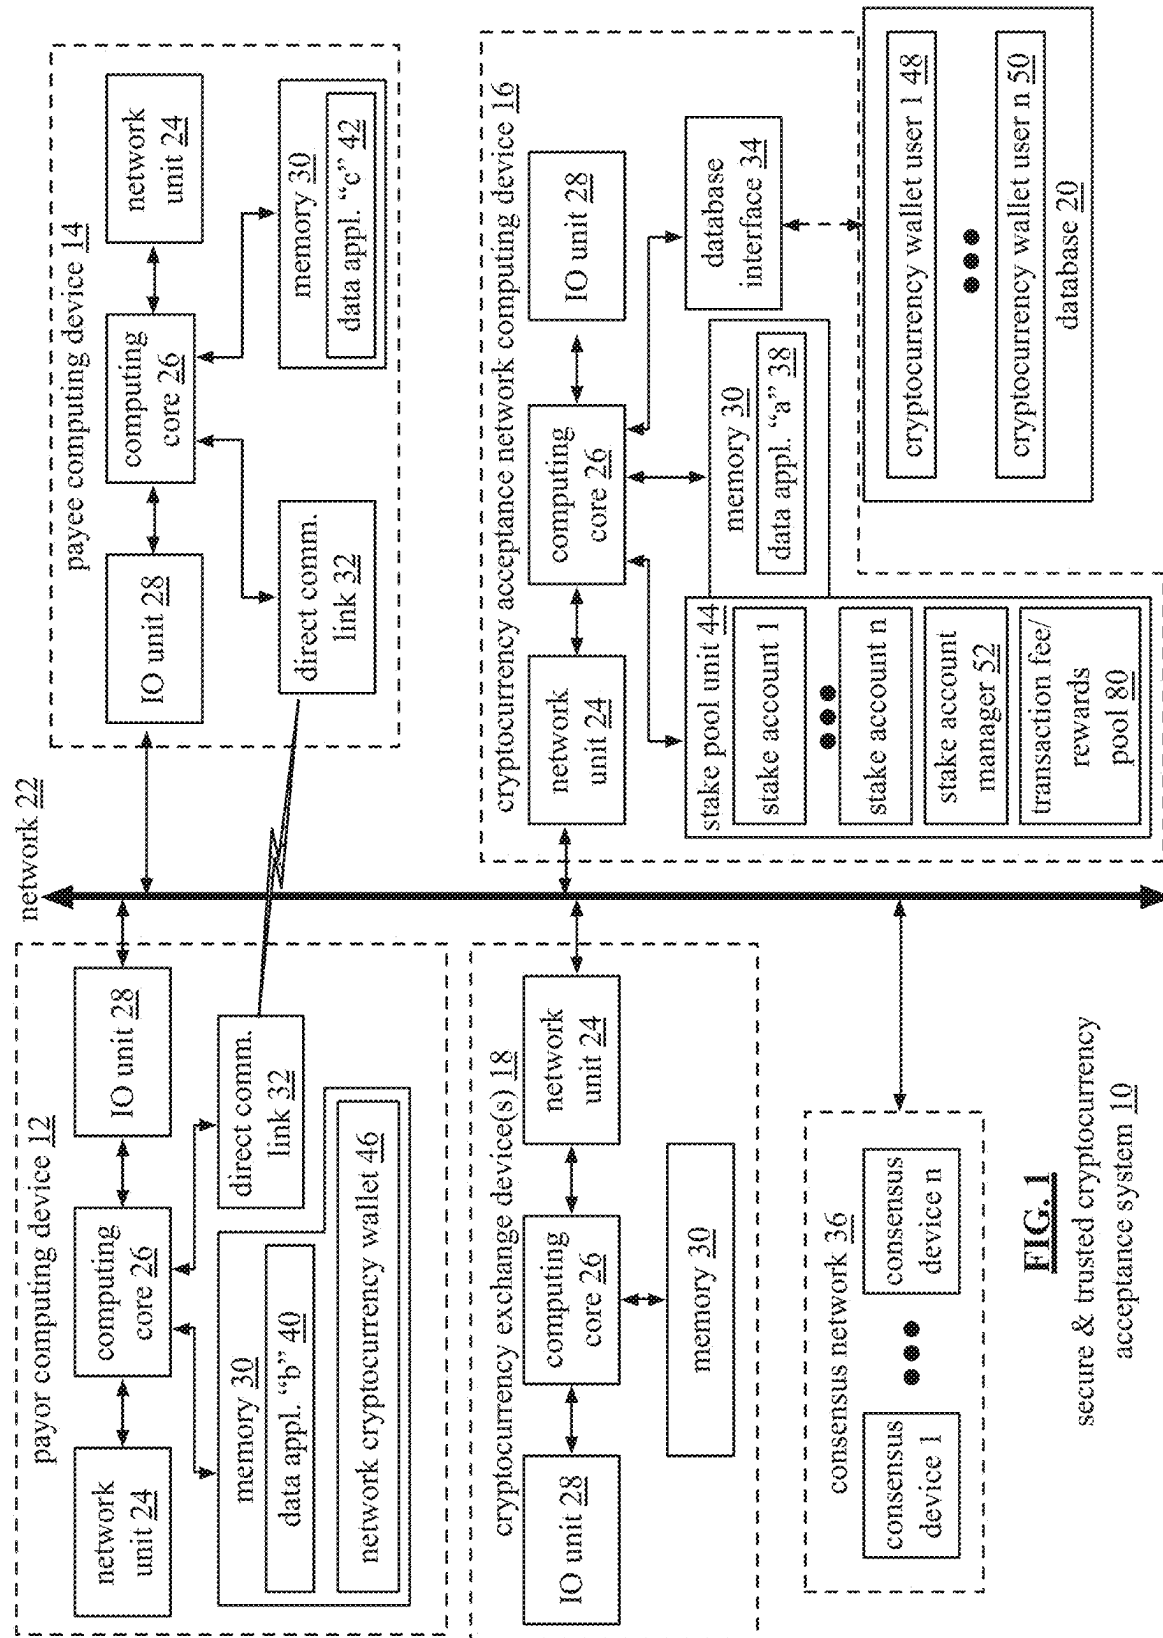 payor computing device 12
network
unit 24
computing
core 26
IO unit 28
memory 30
data appl. “b” 40
network cryptocurrency wallet 46
direct comm.
link 32
network 22
payee computing device 14
IO unit 28
computing
core 26
network
unit 24
direct comm.
link 32
memory 30
data appl. “c” 42
cryptocurrency exchange device(s) 18
IO unit 28
computing
core 26
network
unit 24
memory 30
cryptocurrency acceptance network computing device 16
network
unit 24
computing
core 26
IO unit 28
stake pool unit 44
stake account 1
stake account n
stake account
manager 52
transaction fee/
rewards
pool 80
memory 30
data appl. “a” 38
database
interface 34
cryptocurrency wallet user 1 48
cryptocurrency wallet user n 50
database 20
consensus network 36
consensus
device 1
consensus
device n
FIG. 1
secure & trusted cryptocurrency
acceptance system 10